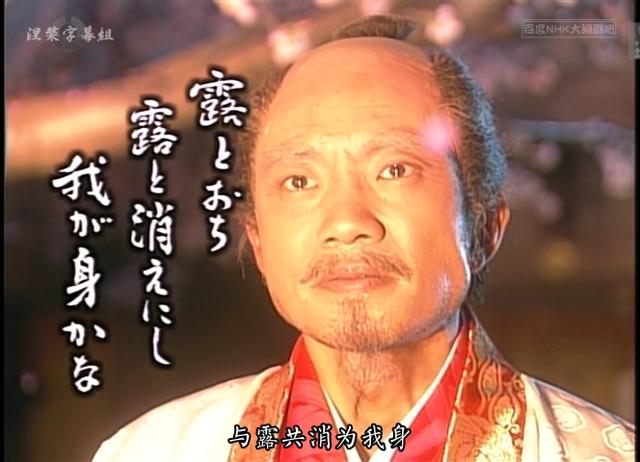 涅槃字幕组
百度NHK大河剧吧
露とおち
露と消えにし
我が身かな
与露共消为我身